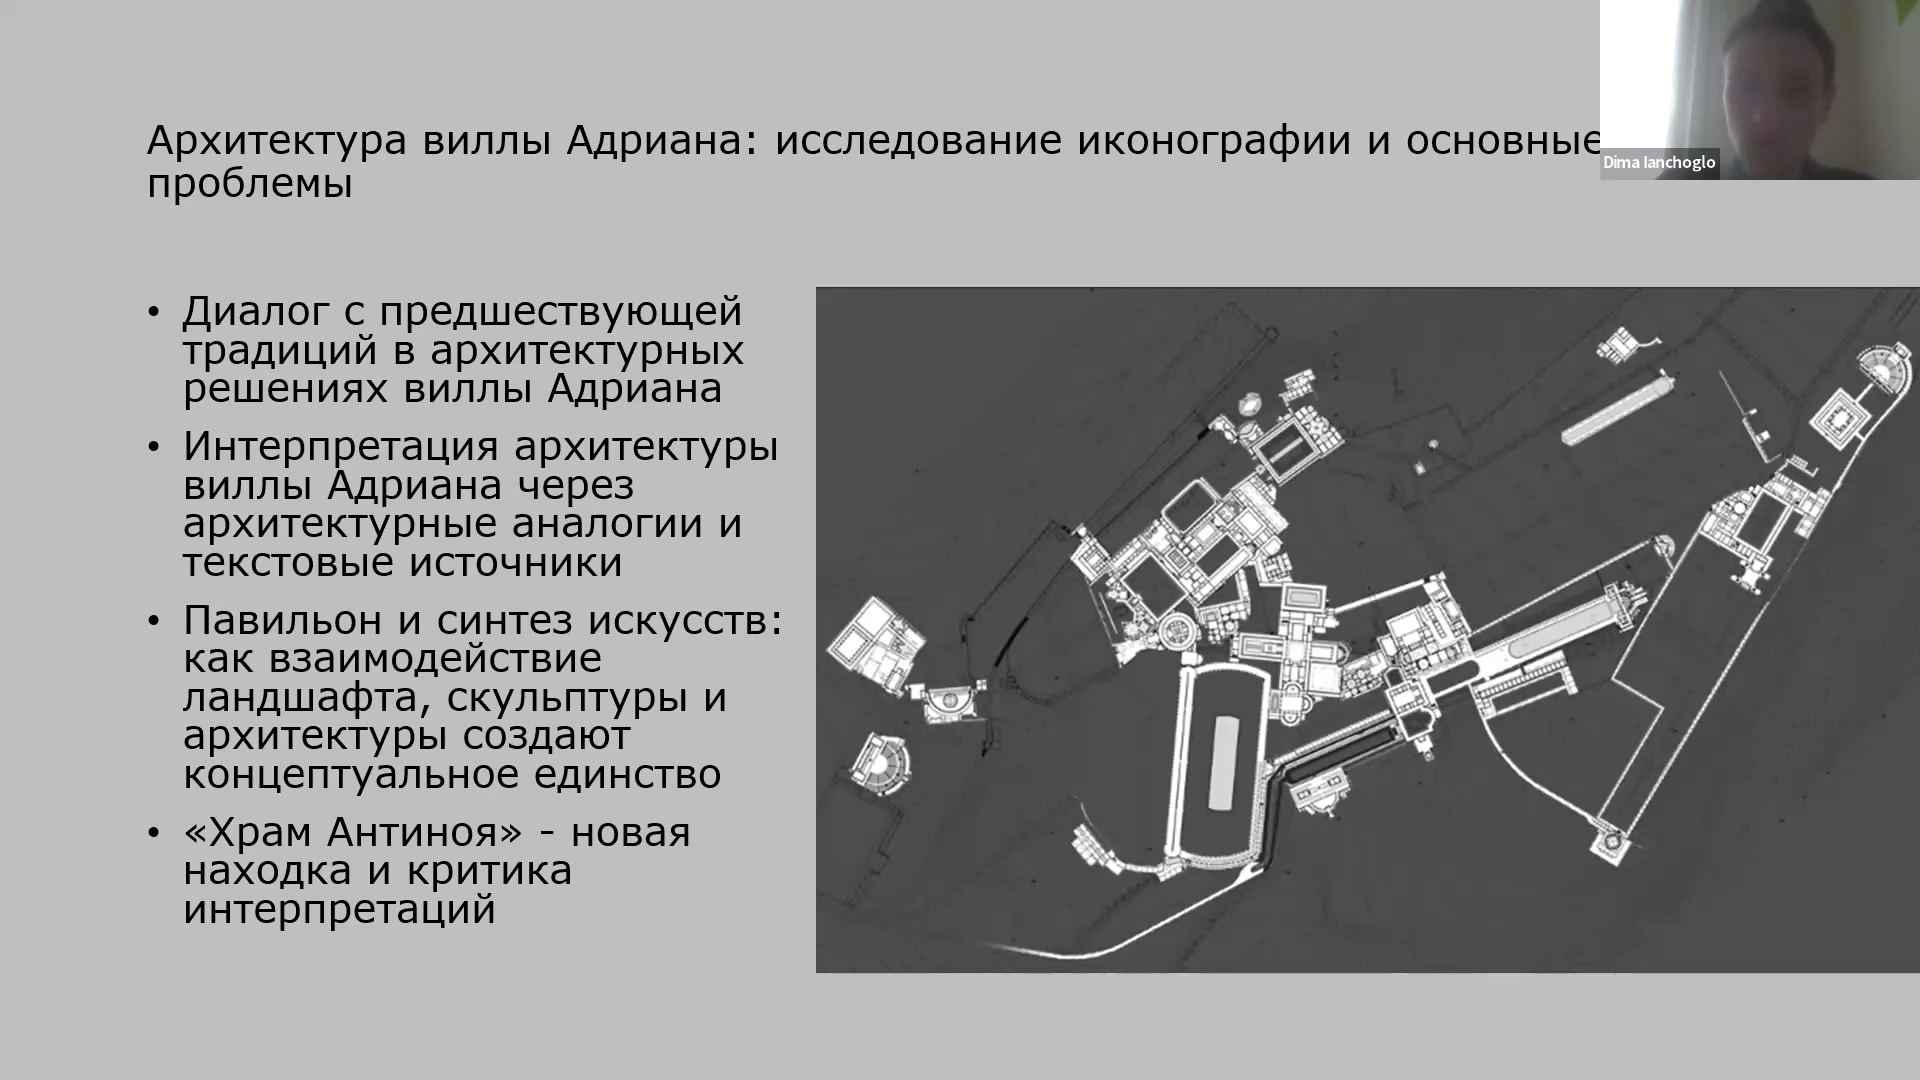 Архитектура виллы Адриана: исследование иконографии и основные
проблемы
Dima Ianchoglo
• Диалог с предшествующей
традиций в архитектурных
решениях виллы Адриана
• Интерпретация архитектуры
виллы Адриана через
архитектурные аналогии и
текстовые источники
• Павильон и синтез искусств:
как взаимодействие
ландшафта, скульптуры и
архитектуры создают
концептуальное единство
• «Храм Антиноя» - новая
находка и критика
интерпретаций